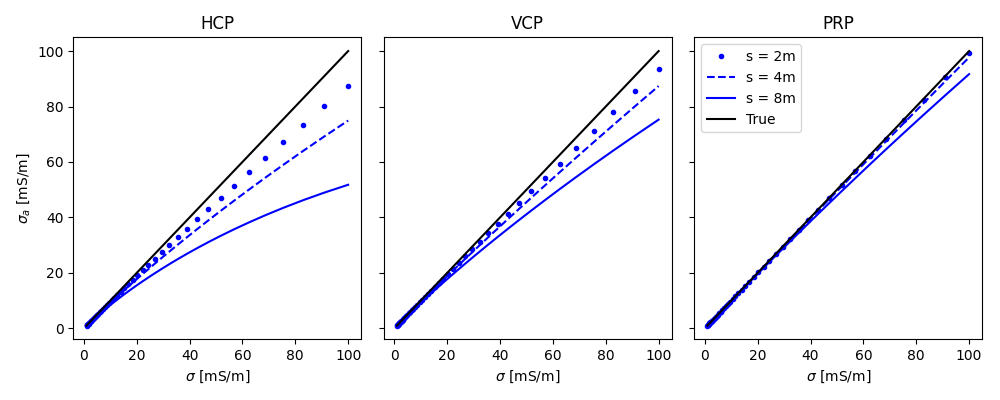 HCP
VCP
PRP
σa [mS/m]
100
80
60
40
20
0
s = 2m
s = 4m
s = 8m
True
0 20 40 60 80 100
0 20 40 60 80 100
0 20 40 60 80 100
σ [mS/m]
σ [mS/m]
σ [mS/m]